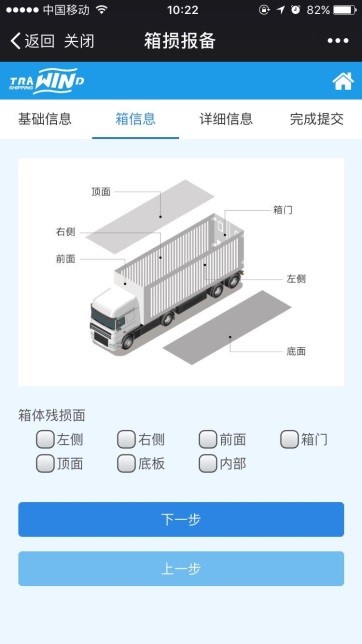 中国移动 10:22 82%
返回 关闭 箱损报备
TRAWIND
SHIPPING
基础信息 箱信息 详细信息 完成提交
顶面
箱门
右侧
前面
左侧
底面
箱体残损面
左侧 右侧 前面 箱门
顶面 底板 内部
下一步
上一步